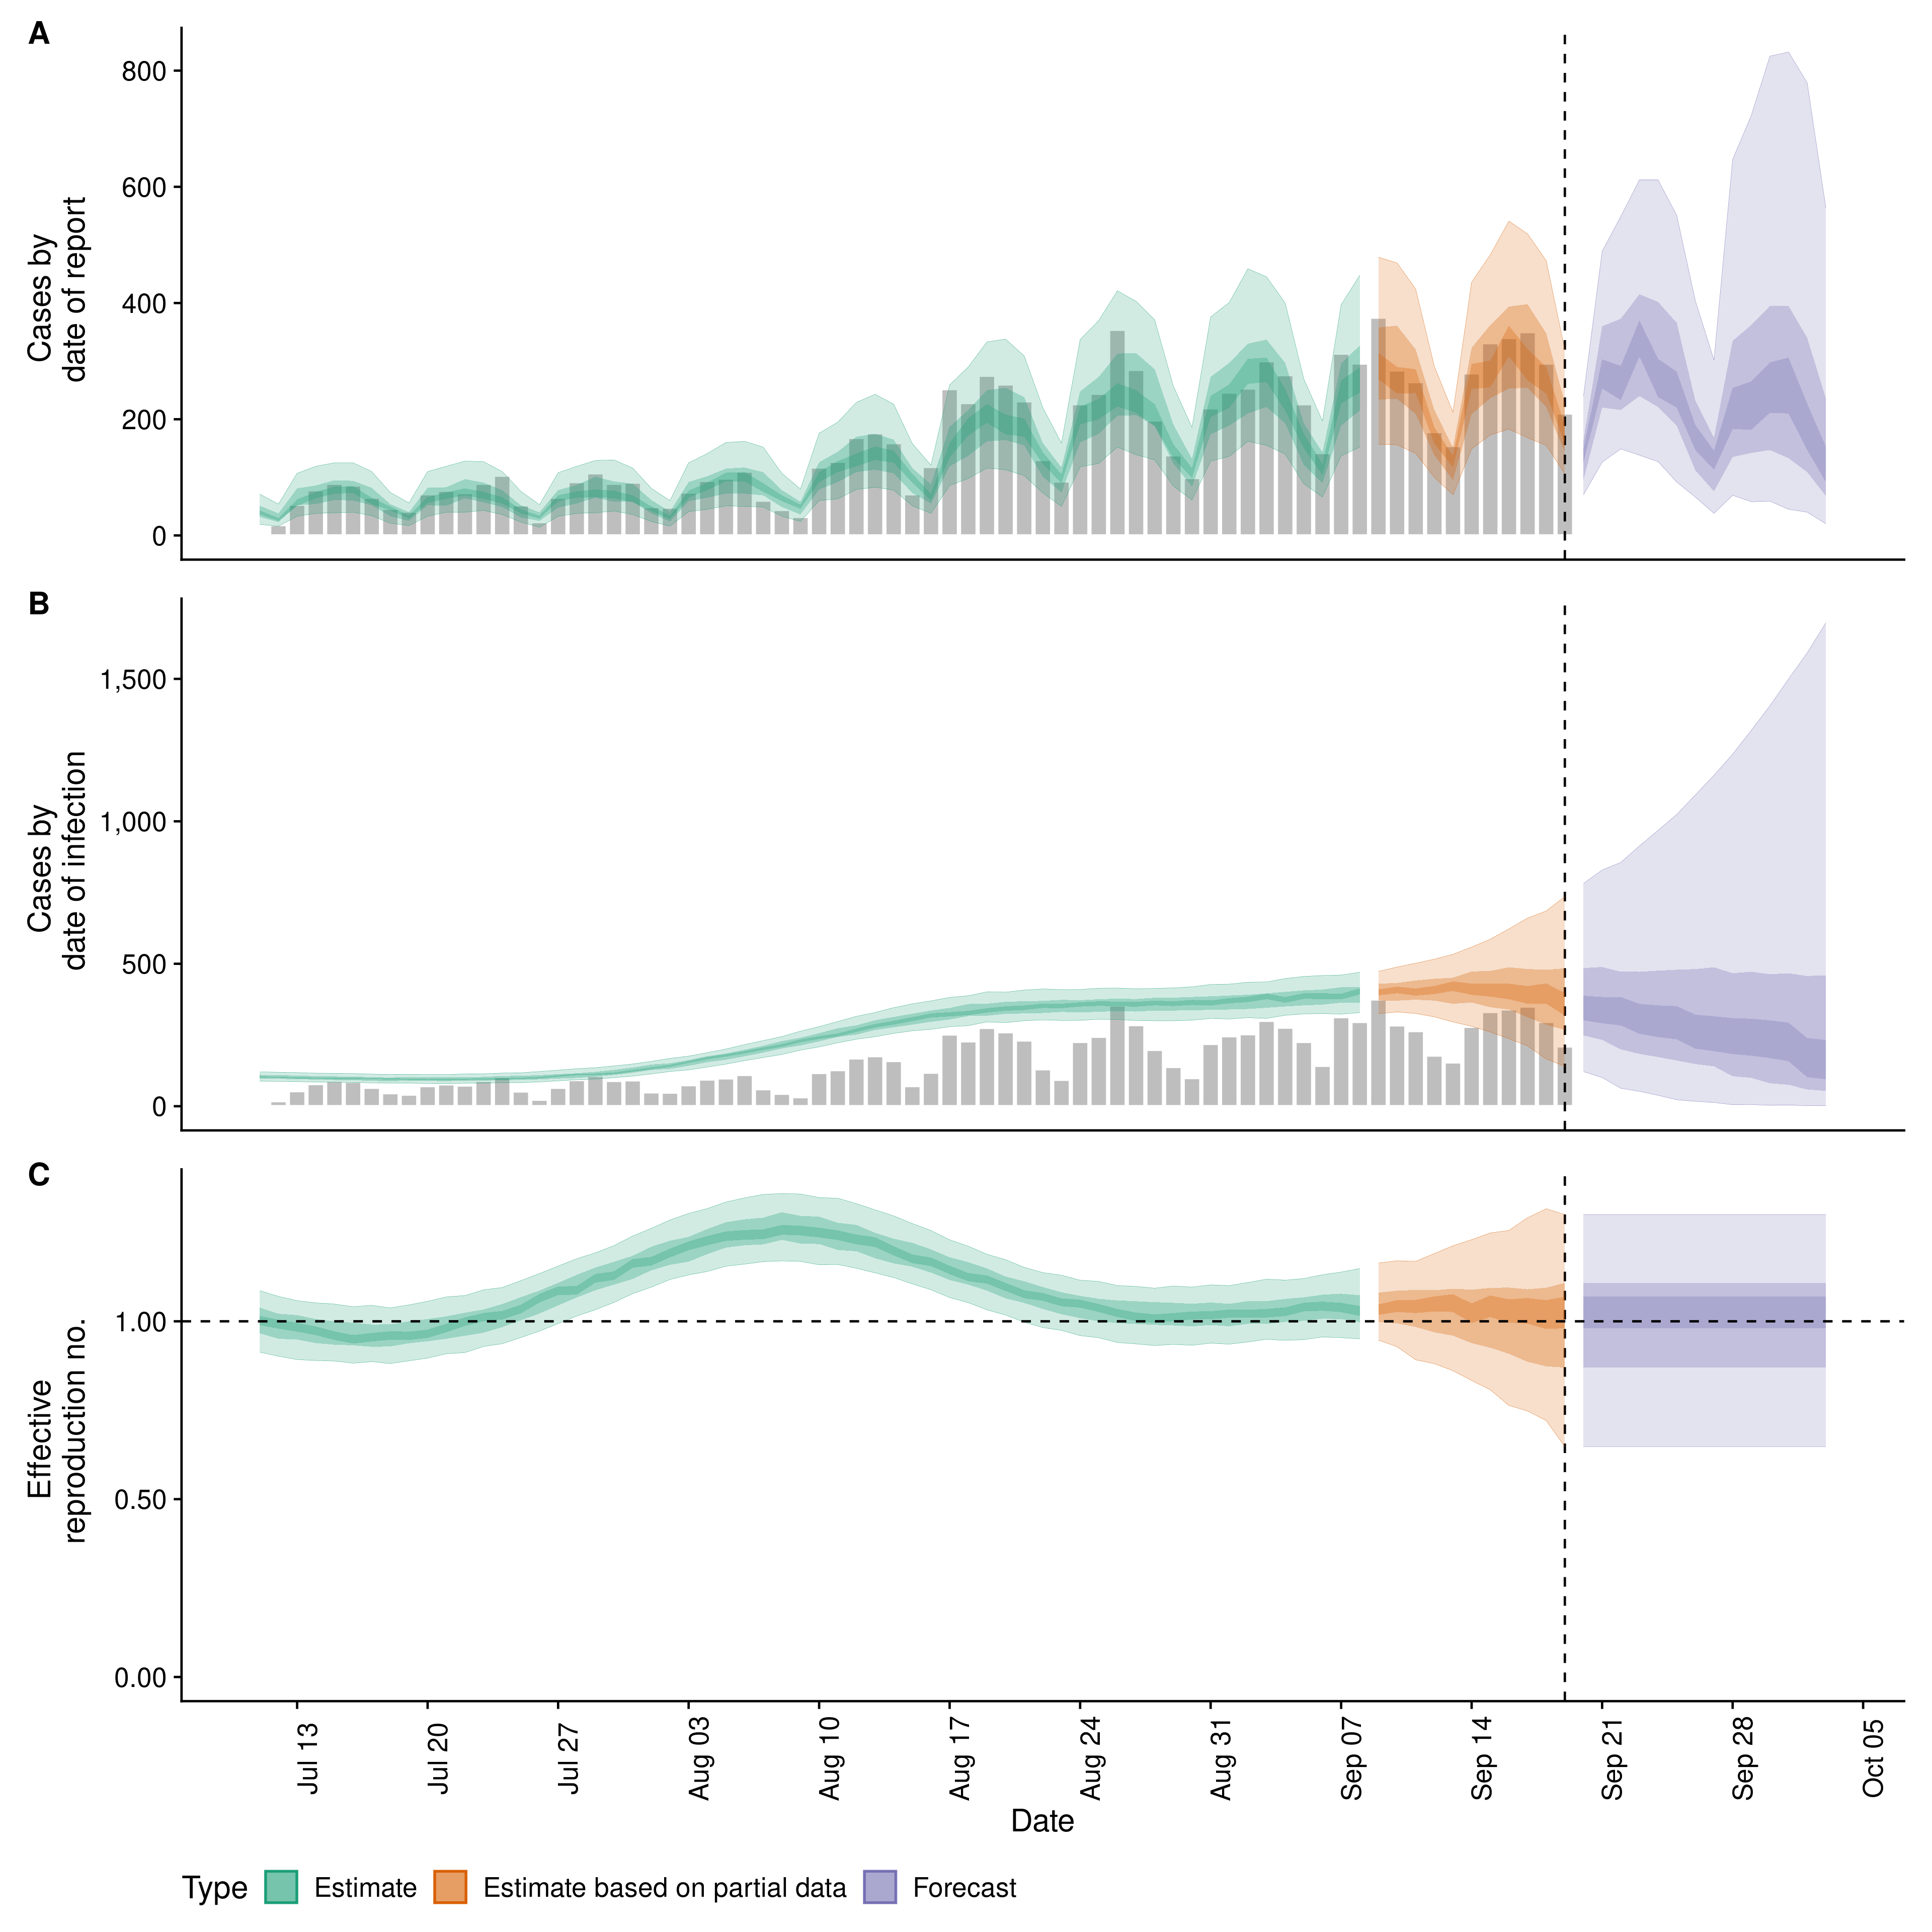 A
Cases by
date of report
800
600
400
200
0
B
Cases by
date of infection
1,500
1,000
500
0
C
Effective
reproduction no.
1.00
0.50
0.00
Jul 13
Jul 20
Jul 27
Aug 03
Aug 10
Aug 17
Aug 24
Aug 31
Sep 07
Sep 14
Sep 21
Sep 28
Oct 05
Date
Type Estimate Estimate based on partial data Forecast